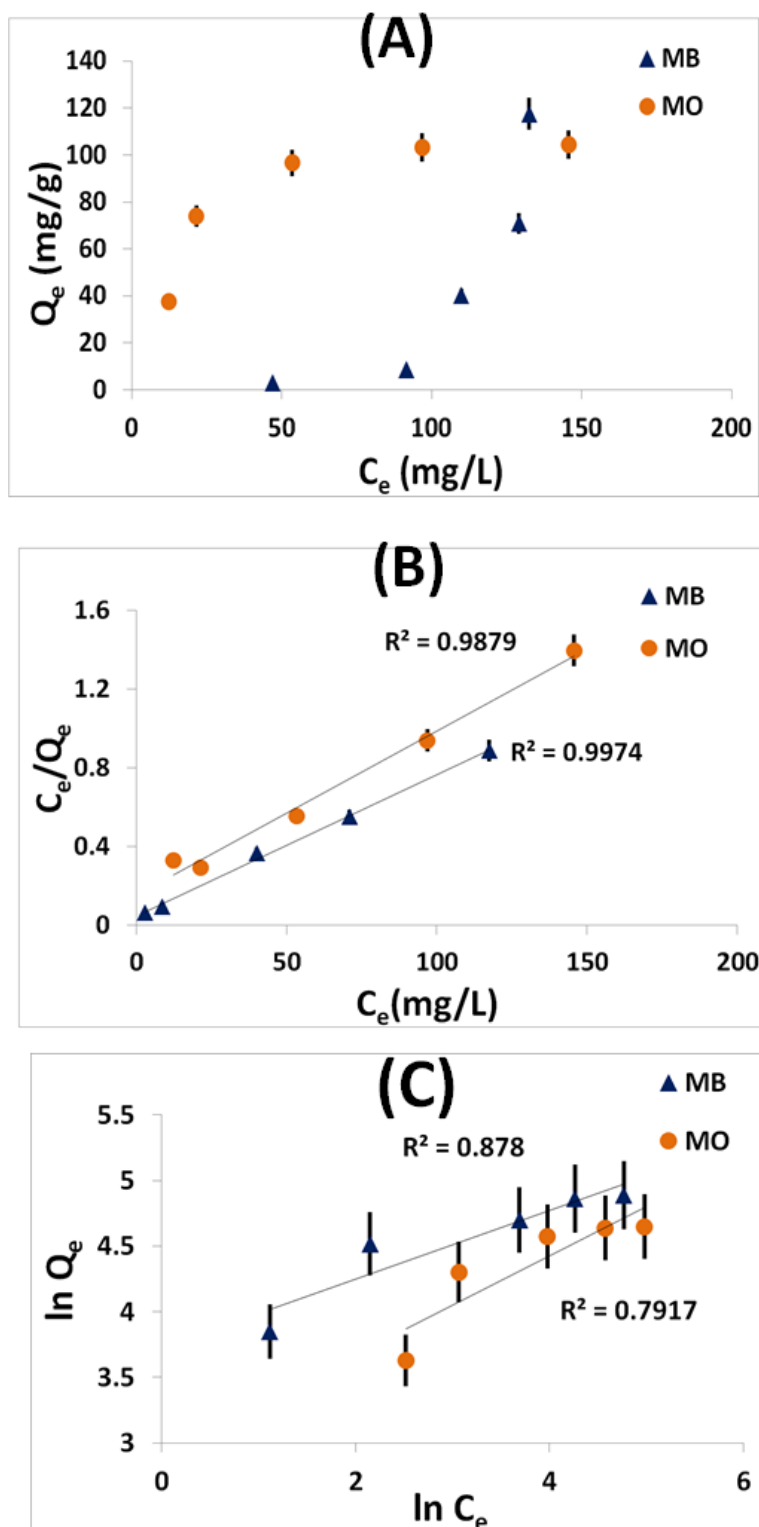 (A)
MB
MO
140
120
100
80
60
40
20
0
Qe (mg/g)
0 50 100 150 200
Ce (mg/L)
(B)
MB
MO
R² = 0.9879
R² = 0.9974
1.6
1.2
0.8
0.4
0
Ce/Qe
0 50 100 150 200
Ce(mg/L)
(C)
MB
MO
R² = 0.878
R² = 0.7917
5.5
5
4.5
4
3.5
3
ln Qe
0 2 4 6
ln Ce